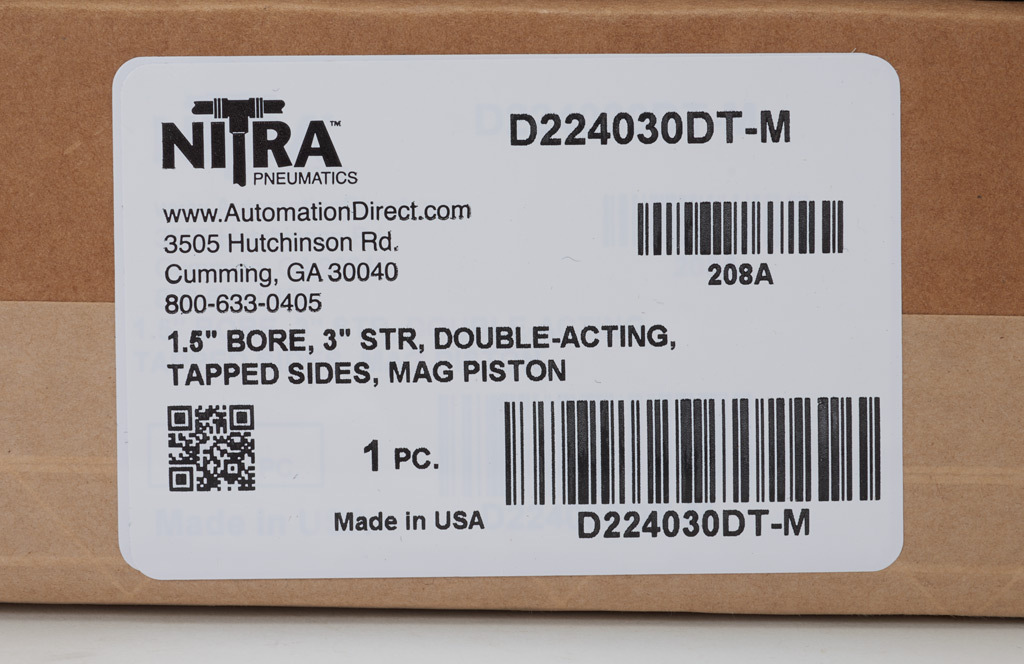 NITRA™
PNEUMATICS
D224030DT-M
www.AutomationDirect.com
3505 Hutchinson Rd.
Cumming, GA 30040
800-633-0405
208A
1.5" BORE, 3" STR, DOUBLE-ACTING,
TAPPED SIDES, MAG PISTON
1 PC.
Made in USA
D224030DT-M